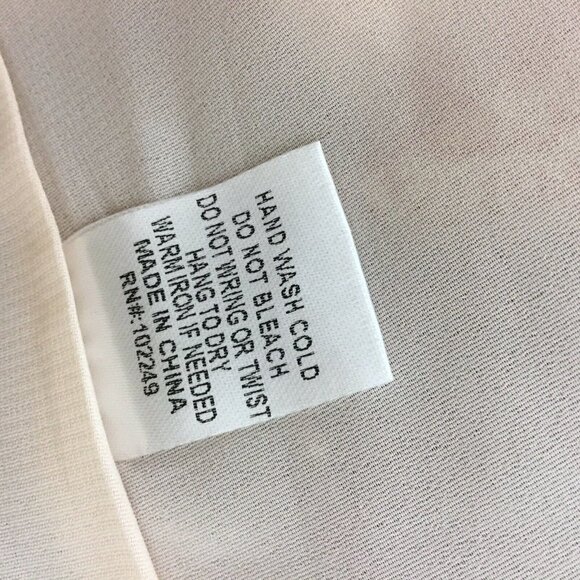 HAND WASH COLD
DO NOT BLEACH
DO NOT WRING OR TWIST
HANG TO DRY
WARM IRON IF NEEDED
MADE IN CHINA
RN#:102249